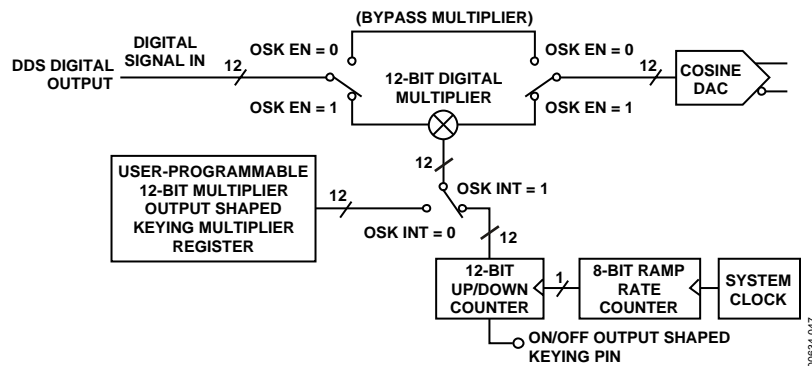 (BYPASS MULTIPLIER)
DIGITAL
SIGNAL IN
OSK EN = 0
OSK EN = 0
DDS DIGITAL
OUTPUT
12
12-BIT DIGITAL
MULTIPLIER
12
COSINE
DAC
OSK EN = 1
OSK EN = 1
12
USER-PROGRAMMABLE
12-BIT MULTIPLIER
OUTPUT SHAPED
KEYING MULTIPLIER
REGISTER
12
OSK INT = 1
OSK INT = 0
12
12-BIT
UP/DOWN
COUNTER
1
8-BIT RAMP
RATE
COUNTER
SYSTEM
CLOCK
ON/OFF OUTPUT SHAPED
KEYING PIN
00634-047